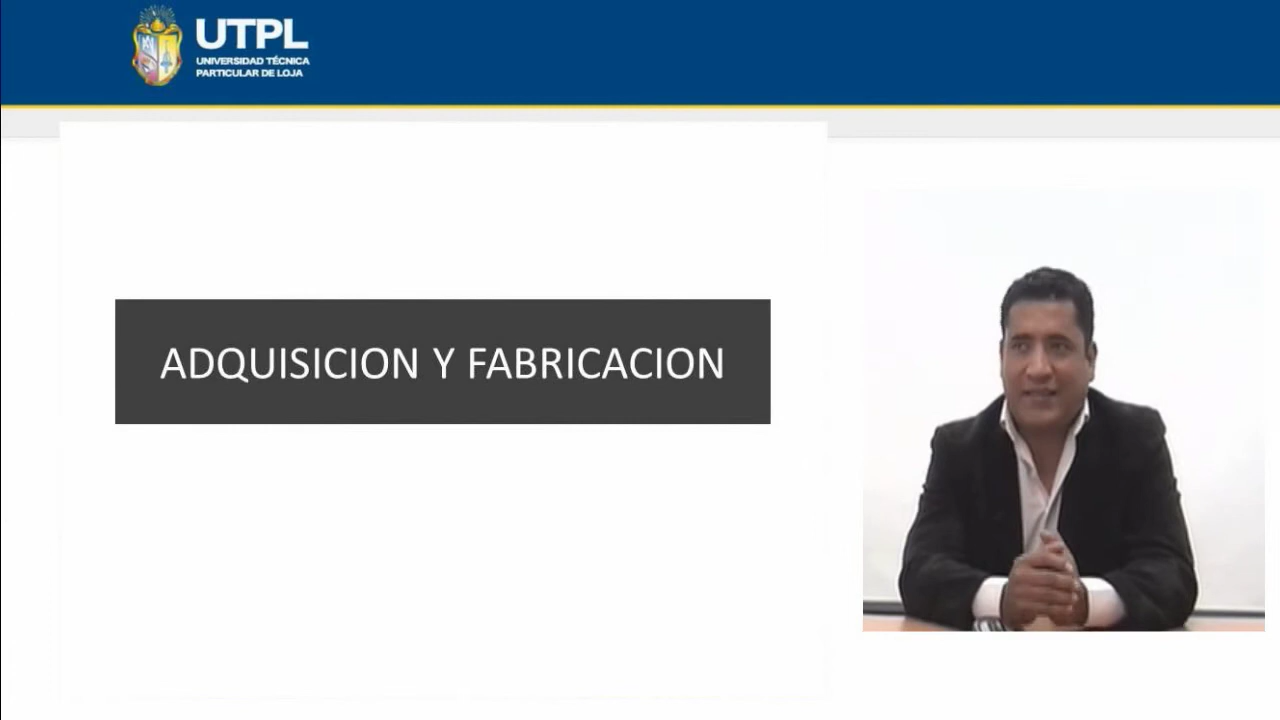 UTPL
UNIVERSIDAD TÉCNICA
PARTICULAR DE LOJA
ADQUISICION Y FABRICACION